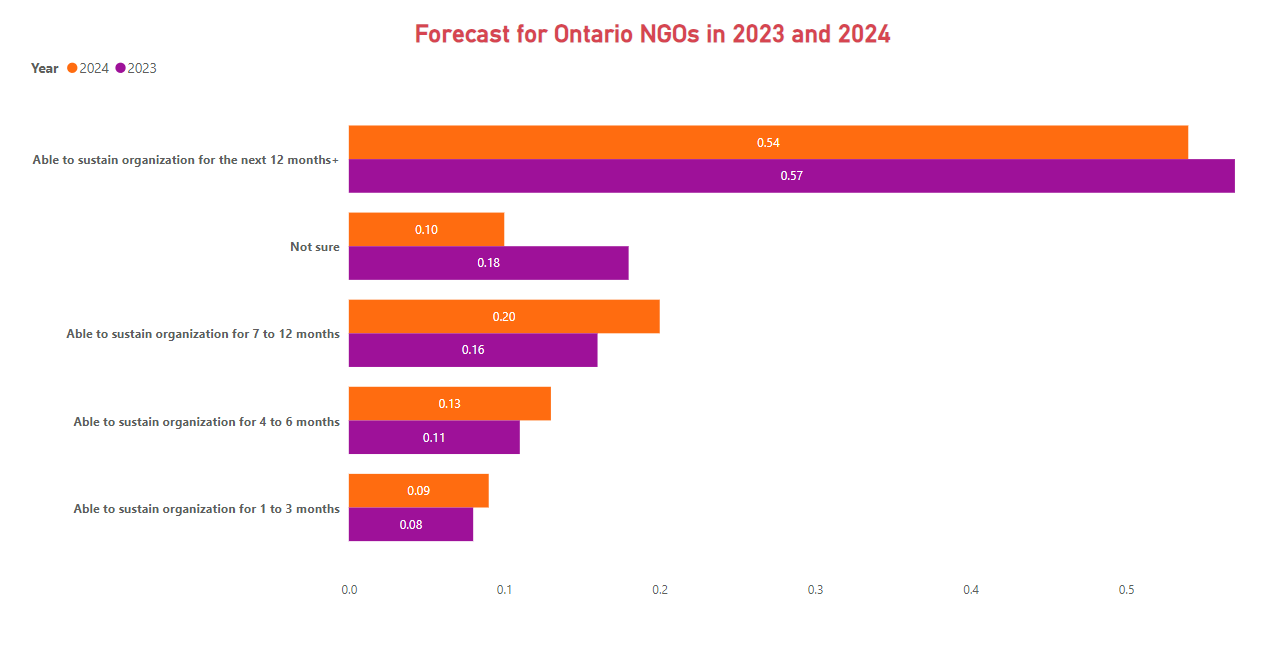 Forecast for Ontario NGOs in 2023 and 2024
Year 2024 2023
Able to sustain organization for the next 12 months+
0.54
0.57
Not sure
0.10
0.18
Able to sustain organization for 7 to 12 months
0.20
0.16
Able to sustain organization for 4 to 6 months
0.13
0.11
Able to sustain organization for 1 to 3 months
0.09
0.08
0.0 0.1 0.2 0.3 0.4 0.5